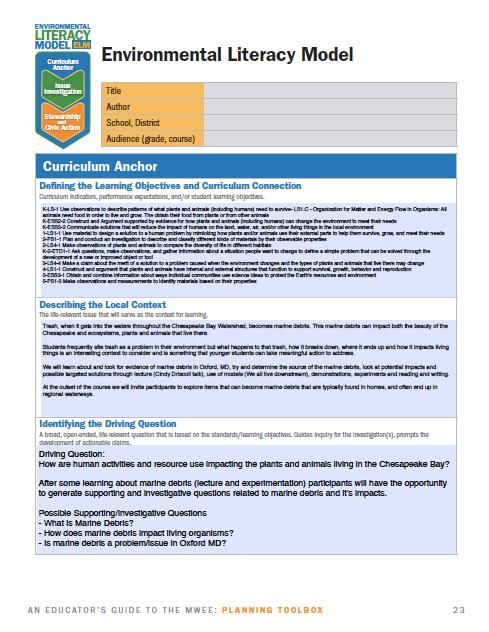 ENVIRONMENTAL
LITERACY
MODEL ELM
Curriculum
Anchor
Issue
Investigation
Stewardship
and
Civic Action
Environmental Literacy Model
Title
Author
School, District
Audience (grade, course)
Curriculum Anchor
Defining the Learning Objectives and Curriculum Connection
Curriculum indicators, performance expectations, and/or student learning objectives.
K-LS-1 Use observations to describe patterns of what plants and animals (including humans) need to survive- LS1.C - Organization for Matter and Energy Flow in Organisms: All
animals need food in order to live and grow. The obtain their food from plants or from other animals
K-ESS2-2 Construct and Argument supported by evidence for how plants and animals (including humans) can change the environment to meet their needs
K-ESS3-3 Communicate solutions that will reduce the impact of humans on the land, water, air, and/or other living things in the local environment
1-LS1-1 Use material to design a solution to a human problem by mimicking how plants and/or animals use their external parts to help them survive, grow, and meet their needs
2-PS1-1 Plan and conduct an investigation to describe and classify different kinds of materials by their observable properties
2-LS4-1 Make observations of plants and animals to compare the diversity of life in different habitats
K-2-ETO1-1 Ask questions, make observations, and gather information about a situation people want to change to define a simple problem that can be solved through the
development of a new or improved object or tool
3-LS4-4 Make a claim about the merit of a solution to a problem caused when the environment changes and the types of plants and animals that live there may change
4-LS1-1 Construct and argument that plants and animals have internal and external structures that function to support survival, growth, behavior and reproduction
5-ESS3-1 Obtain and combine information about ways individual communities use science ideas to protect the Earth's resources and environment
5-PS1-3 Make observations and measurements to identify materials based on their properties
Describing the Local Context
The life-relevant issue that will serve as the context for learning.
Trash, when it gets into the waters throughout the Chesapeake Bay Watershed, becomes marine debris. This marine debris can impact both the beauty of the
Chesapeake and ecosystems, plants and animals that live there.
Students frequently site trash as a problem in their environment but what happens to that trash, how it breaks down, where it ends up and how it impacts living
things is an interesting context to consider and is something that younger students can take meaningful action to address.
We will learn about and look for evidence of marine debris in Oxford, MD, try and determine the source of the marine debris, look at potential impacts and
possible targeted solutions through lecture (Cindy Driscoll talk), use of models (We all live downstream), demonstrations, experiments and reading and writing.
At the outset of the course we will invite participants to explore items that can become marine debris that are typically found in homes, and often end up in
regional waterways.
Identifying the Driving Question
A broad, open-ended, life-relevant question that is based on the standards/learning objectives. Guides inquiry for the investigation(s), prompts the
development of actionable claims.
Driving Question:
How are human activities and resource use impacting the plants and animals living in the Chesapeake Bay?
After some learning about marine debris (lecture and experimentation) participants will have the opportunity
to generate supporting and investigative questions related to marine debris and it's impacts.
Possible Supporting/Investigative Questions
- What is Marine Debris?
- How does marine debris impact living organisms?
- Is marine debris a problem/issue in Oxford MD?
AN EDUCATOR'S GUIDE TO THE MWEE: PLANNING TOOLBOX 23